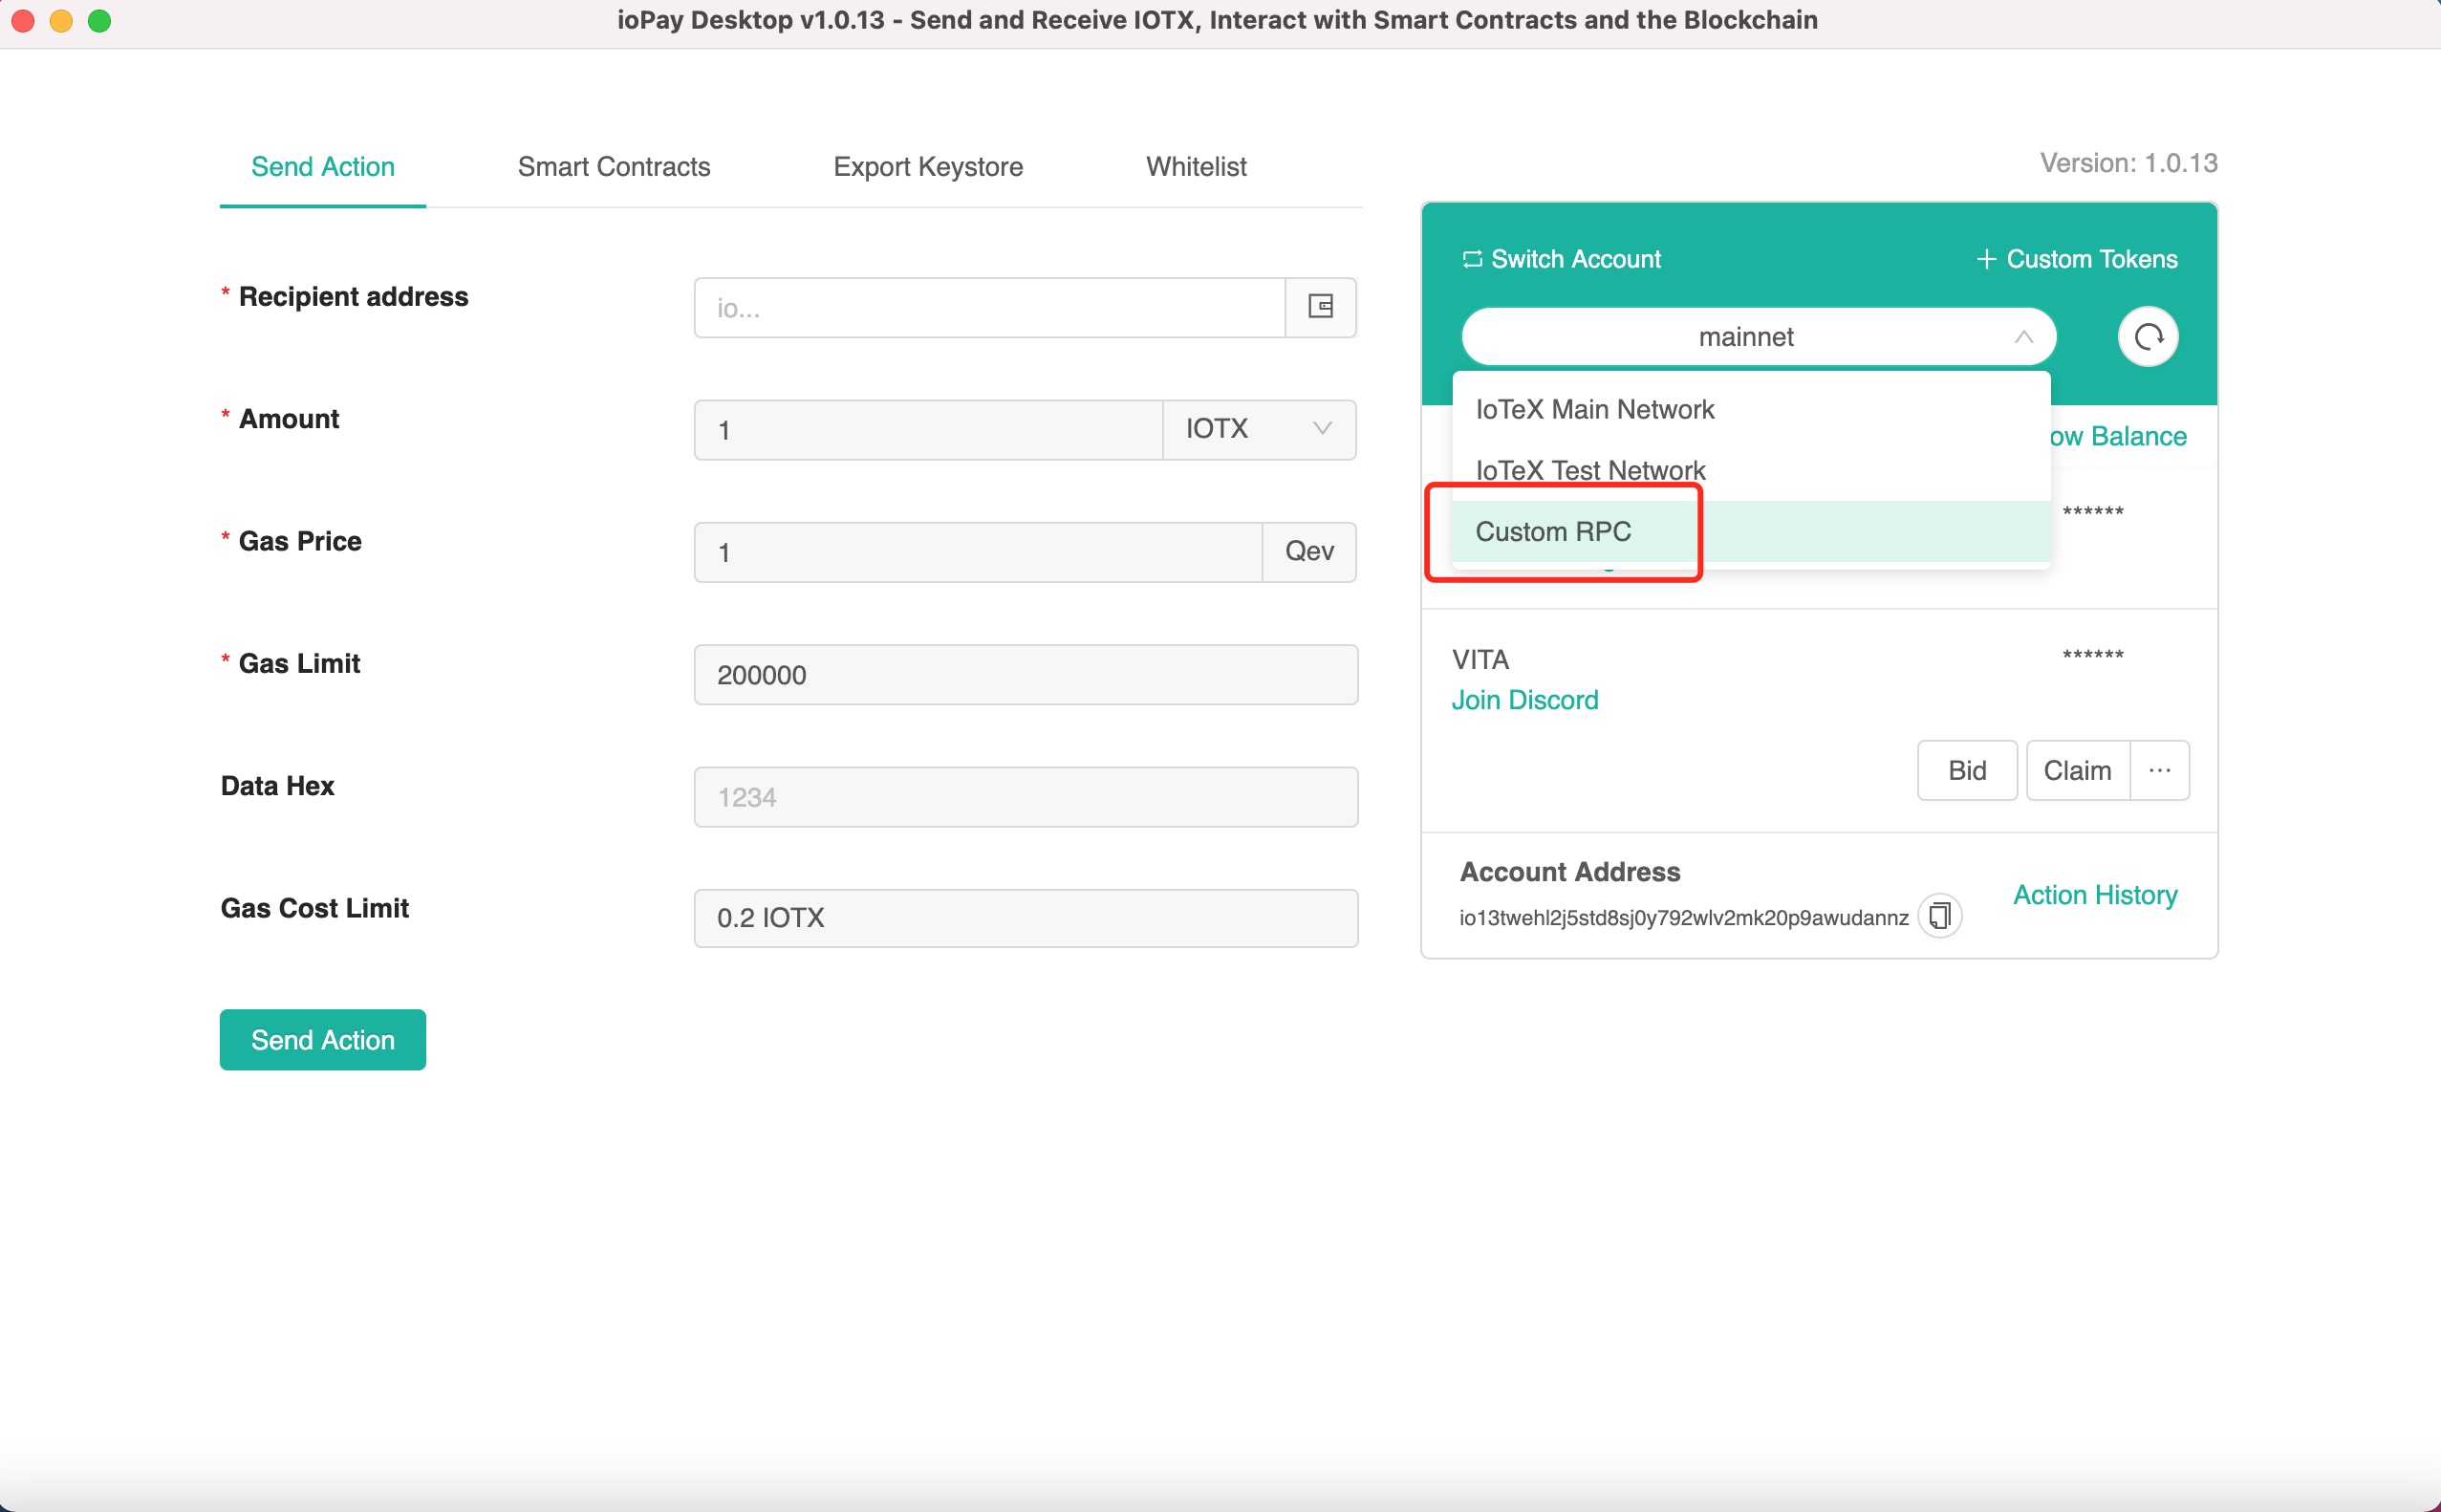 ioPay Desktop v1.0.13 - Send and Receive IOTX, Interact with Smart Contracts and the Blockchain
Send Action
Smart Contracts
Export Keystore
Whitelist
* Recipient address
io...
* Amount
1
IOTX
* Gas Price
1
Qev
* Gas Limit
200000
Data Hex
1234
Gas Cost Limit
0.2 IOTX
Send Action
Version: 1.0.13
Switch Account
+ Custom Tokens
mainnet
IoTeX Main Network
IoTeX Test Network
Custom RPC
ow Balance
******
VITA
******
Join Discord
Bid
Claim
...
Account Address
io13twehl2j5std8sj0y792wlv2mk20p9awudannz
Action History